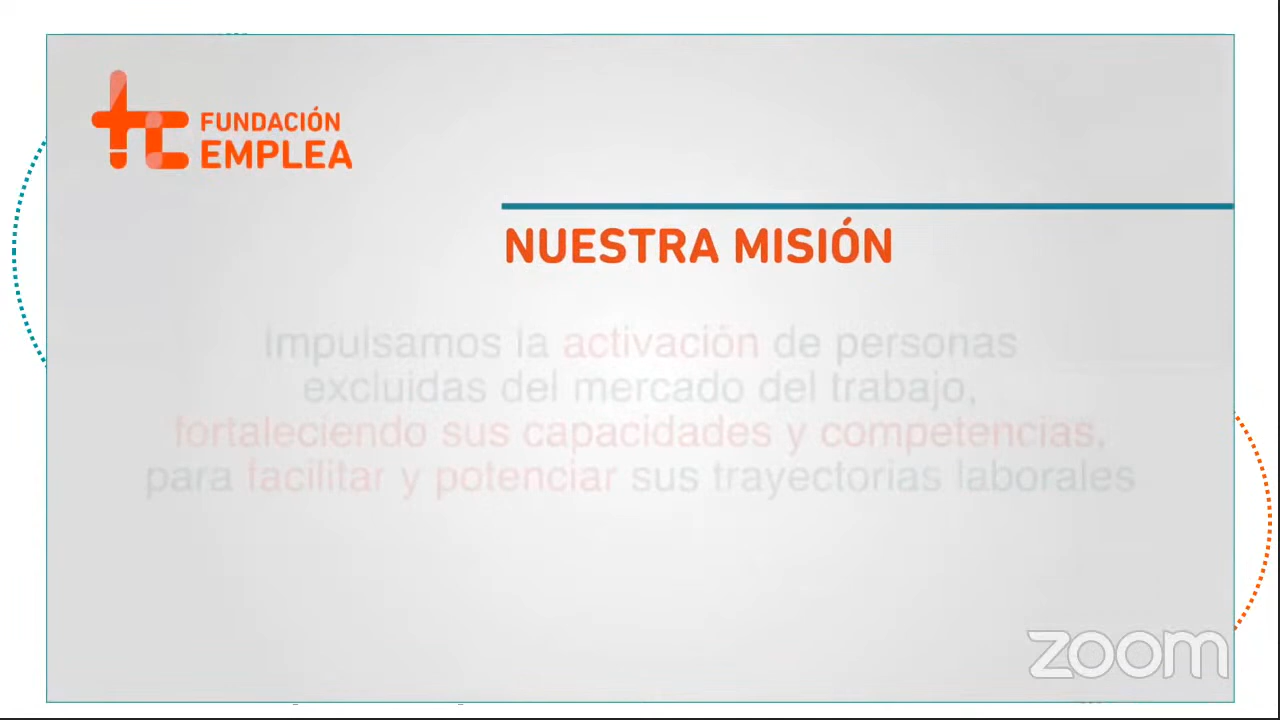 FUNDACIÓN
EMPLEA
NUESTRA MISIÓN
Impulsamos la activación de personas
excluidas del mercado del trabajo,
fortaleciendo sus capacidades y competencias,
para facilitar y potenciar sus trayectorias laborales
zoom